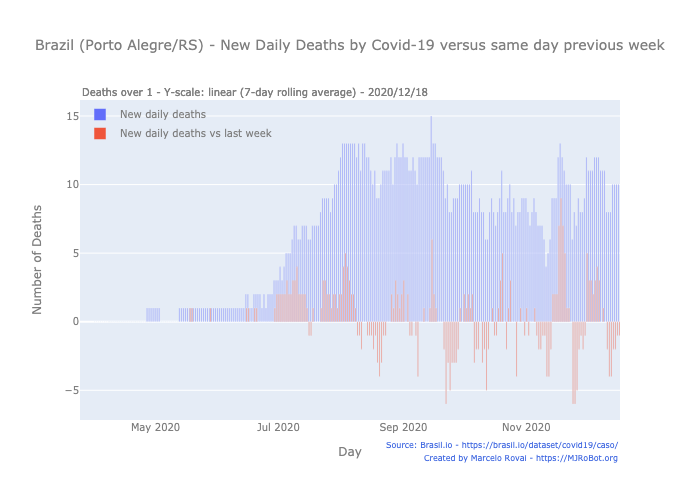 Brazil (Porto Alegre/RS) - New Daily Deaths by Covid-19 versus same day previous week
Deaths over 1 - Y-scale: linear (7-day rolling average) - 2020/12/18
New daily deaths
New daily deaths vs last week
15
10
5
0
−5
Number of Deaths
May 2020 Jul 2020 Sep 2020 Nov 2020
Day
Source: Brasil.io - https://brasil.io/dataset/covid19/caso/
Created by Marcelo Rovai - https://MJRoBot.org